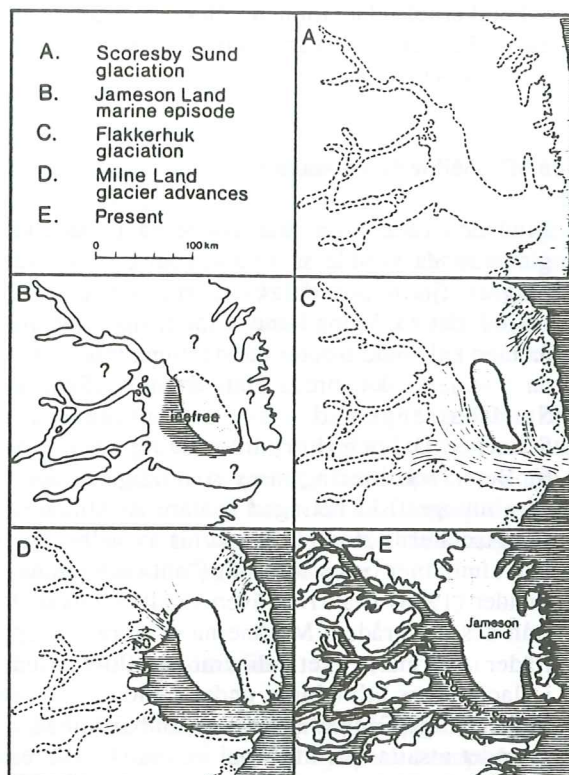 A. Scoresby Sund
glaciation
B. Jameson Land
marine episode
C. Flakkerhuk
glaciation
D. Milne Land
glacier advances
E. Present
0 100 km
A
B
?
?
?
?
?
icefree
C
D
E
Jameson
Land
Scoresby Sund